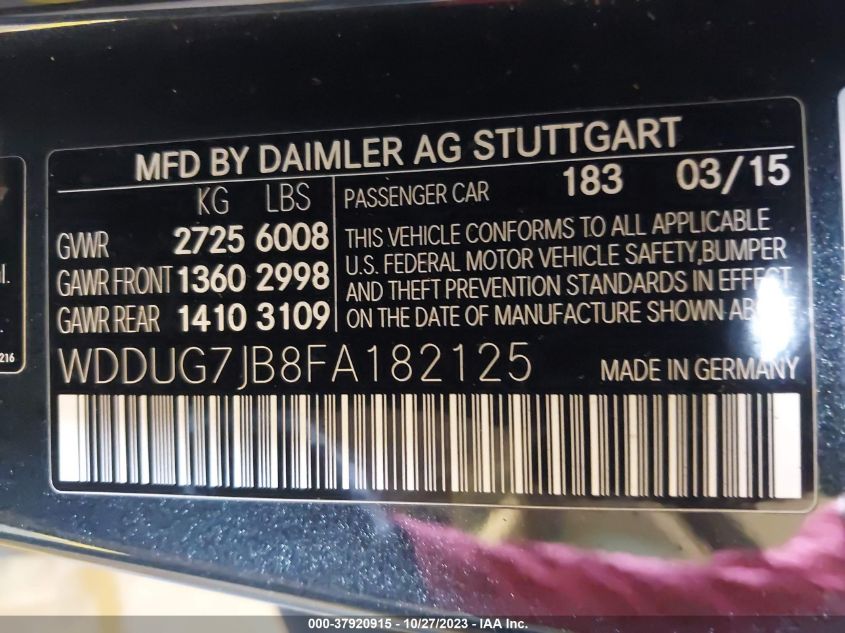 MFD BY DAIMLER AG STUTTGART
KG LBS
GVWR 2725 6008
GAWR FRONT 1360 2998
GAWR REAR 1410 3109
PASSENGER CAR 183 03/15
THIS VEHICLE CONFORMS TO ALL APPLICABLE
U.S. FEDERAL MOTOR VEHICLE SAFETY,BUMPER
AND THEFT PREVENTION STANDARDS IN EFFECT
ON THE DATE OF MANUFACTURE SHOWN
WDDUG7JB8FA182125 MADE IN GERMANY
216
000-37920915 / 10/27/2023 - IAA Inc.